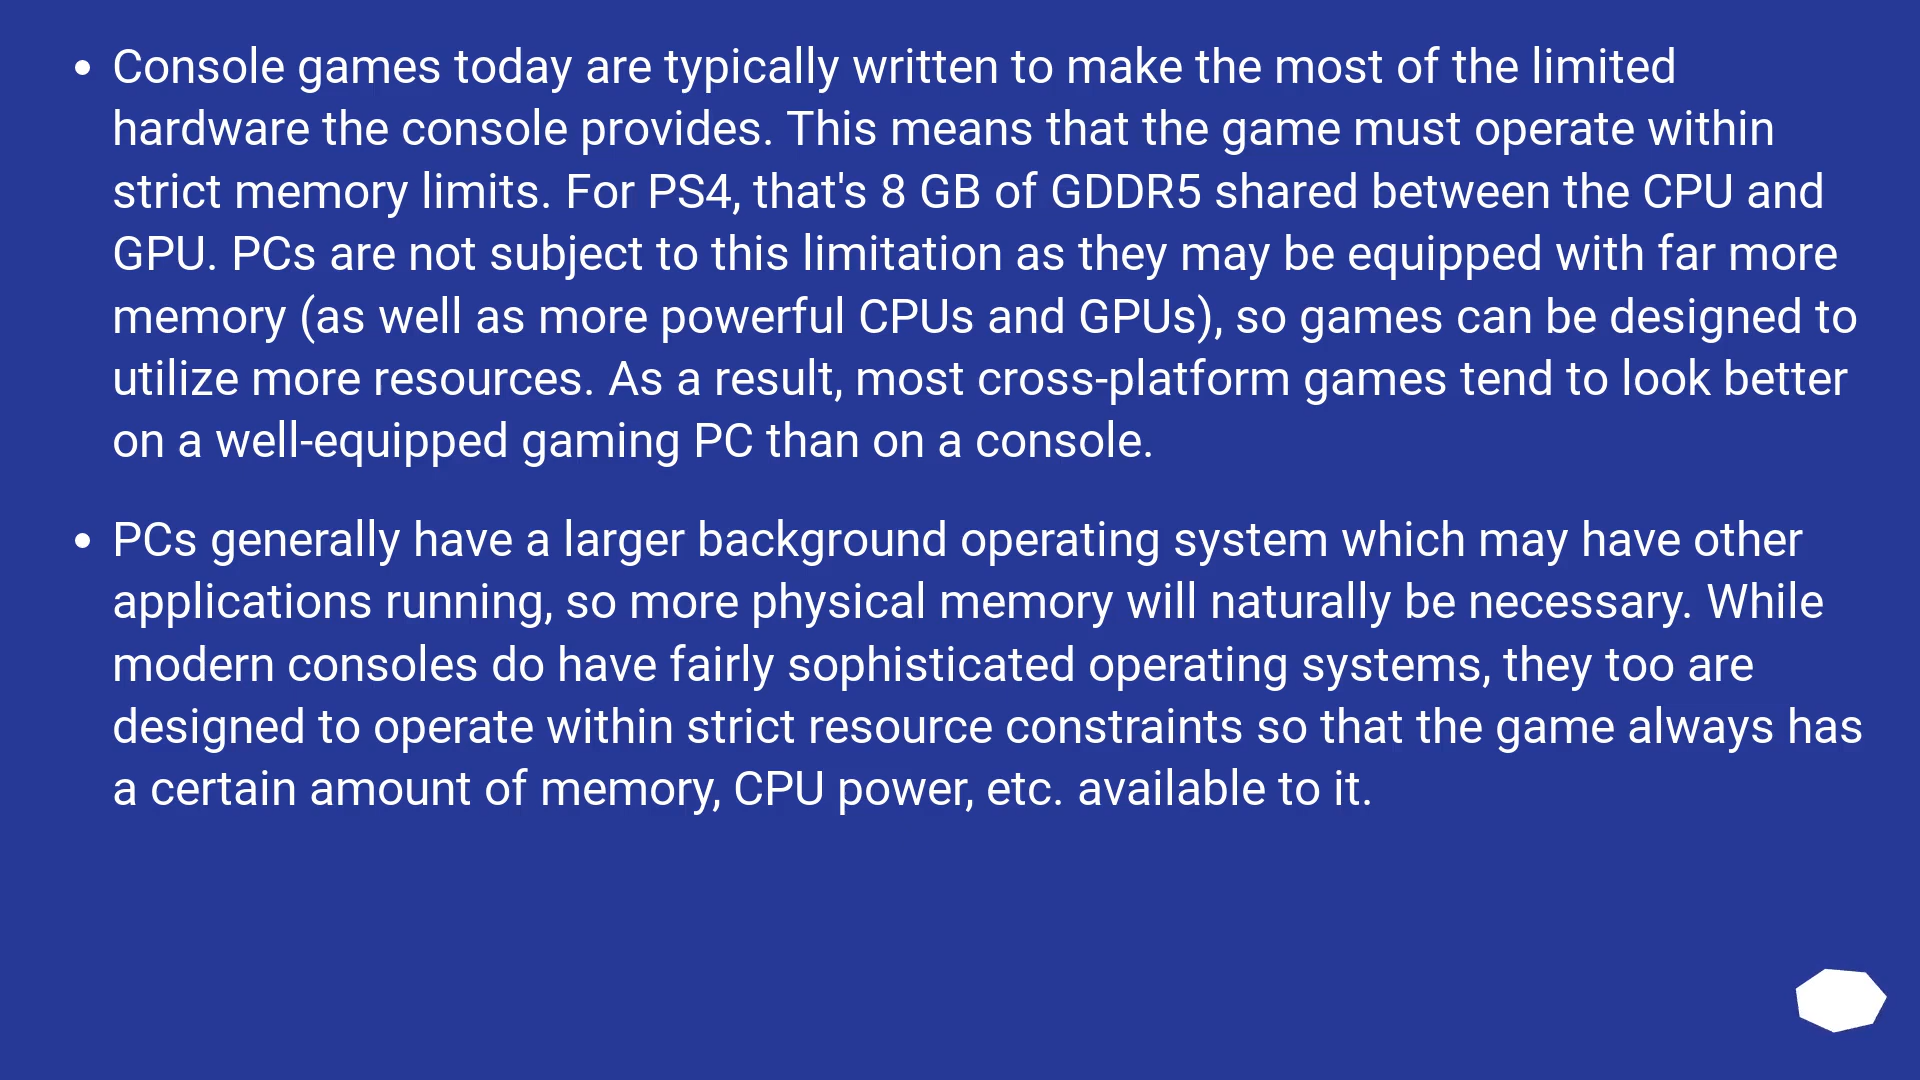 • Console games today are typically written to make the most of the limited
hardware the console provides. This means that the game must operate within
strict memory limits. For PS4, that's 8 GB of GDDR5 shared between the CPU and
GPU. PCs are not subject to this limitation as they may be equipped with far more
memory (as well as more powerful CPUs and GPUs), so games can be designed to
utilize more resources. As a result, most cross-platform games tend to look better
on a well-equipped gaming PC than on a console.
• PCs generally have a larger background operating system which may have other
applications running, so more physical memory will naturally be necessary. While
modern consoles do have fairly sophisticated operating systems, they too are
designed to operate within strict resource constraints so that the game always has
a certain amount of memory, CPU power, etc. available to it.